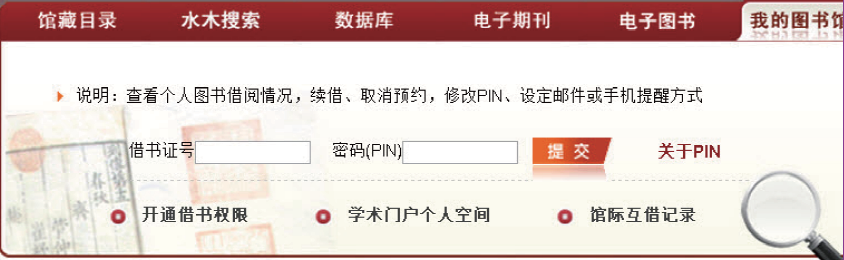 馆藏目录 水木搜索 数据库 电子期刊 电子图书 我的图书馆
说明：查看个人图书借阅情况，续借、取消预约，修改PIN、设定邮件或手机提醒方式
借书证号 密码(PIN) 提 交 关于PIN
开通借书权限 学术门户个人空间 馆际互借记录